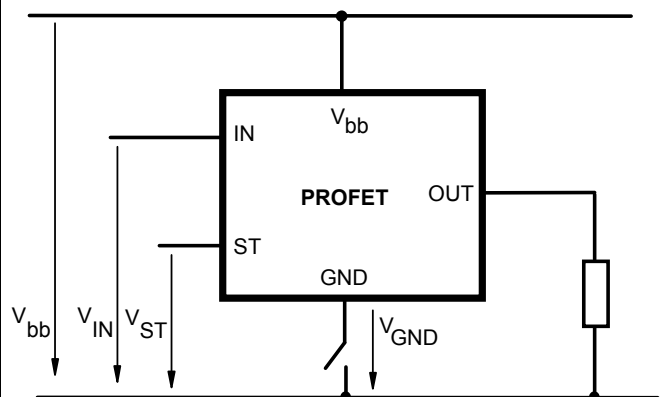 Vbb
IN
PROFET
OUT
ST
GND
Vbb
VIN
VST
VGND